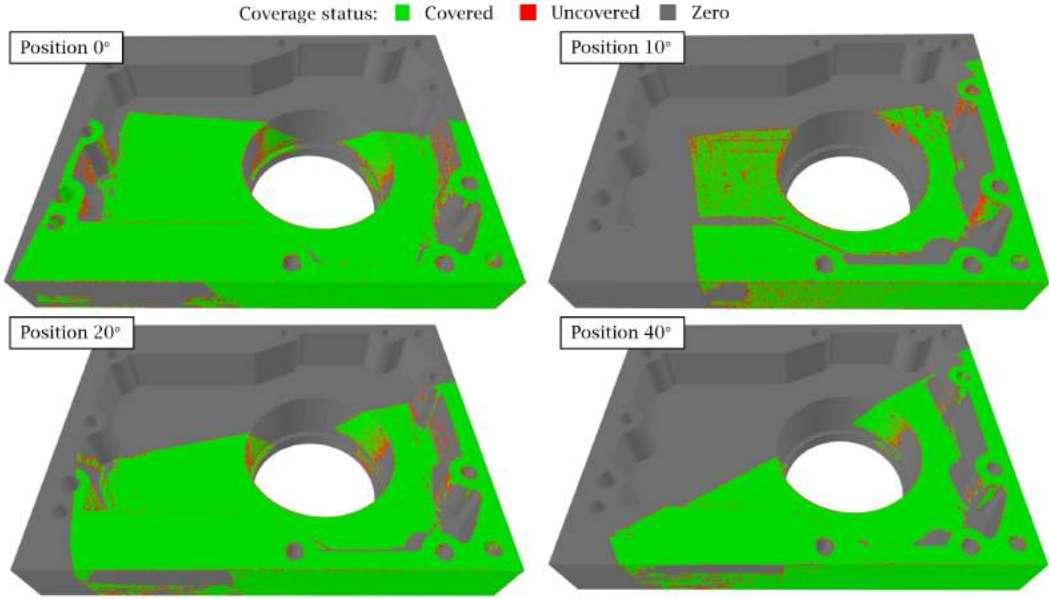 Coverage status: Covered Uncovered Zero
Position 0°
Position 10°
Position 20°
Position 40°